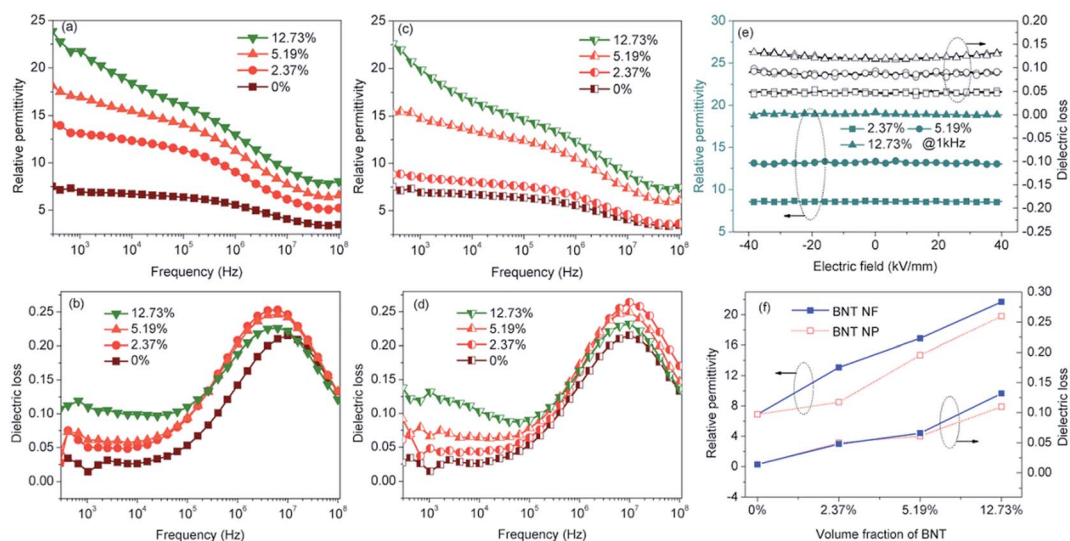 (a)
12.73%
5.19%
2.37%
0%
Relative permittivity
25
20
15
10
5
10³ 10⁴ 10⁵ 10⁶ 10⁷ 10⁸
Frequency (Hz)
(c)
12.73%
5.19%
2.37%
0%
Relative permittivity
25
20
15
10
5
10³ 10⁴ 10⁵ 10⁶ 10⁷ 10⁸
Frequency (Hz)
(e)
Relative permittivity
30
25
20
15
10
5
0.20
0.15
0.10
0.05
0.00
-0.05
-0.10
-0.15
-0.20
-0.25
Dielectric loss
2.37% 5.19%
12.73% @1kHz
-40 -20 0 20 40
Electric field (kV/mm)
(b)
12.73%
5.19%
2.37%
0%
Dielectric loss
0.25
0.20
0.15
0.10
0.05
0.00
10³ 10⁴ 10⁵ 10⁶ 10⁷ 10⁸
Frequency (Hz)
(d)
12.73%
5.19%
2.37%
0%
Dielectric loss
0.25
0.20
0.15
0.10
0.05
0.00
10³ 10⁴ 10⁵ 10⁶ 10⁷ 10⁸
Frequency (Hz)
(f)
BNT NF
BNT NP
Relative permittivity
20
16
12
8
4
0
-4
0.30
0.25
0.20
0.15
0.10
0.05
0.00
Dielectric loss
0% 2.37% 5.19% 12.73%
Volume fraction of BNT